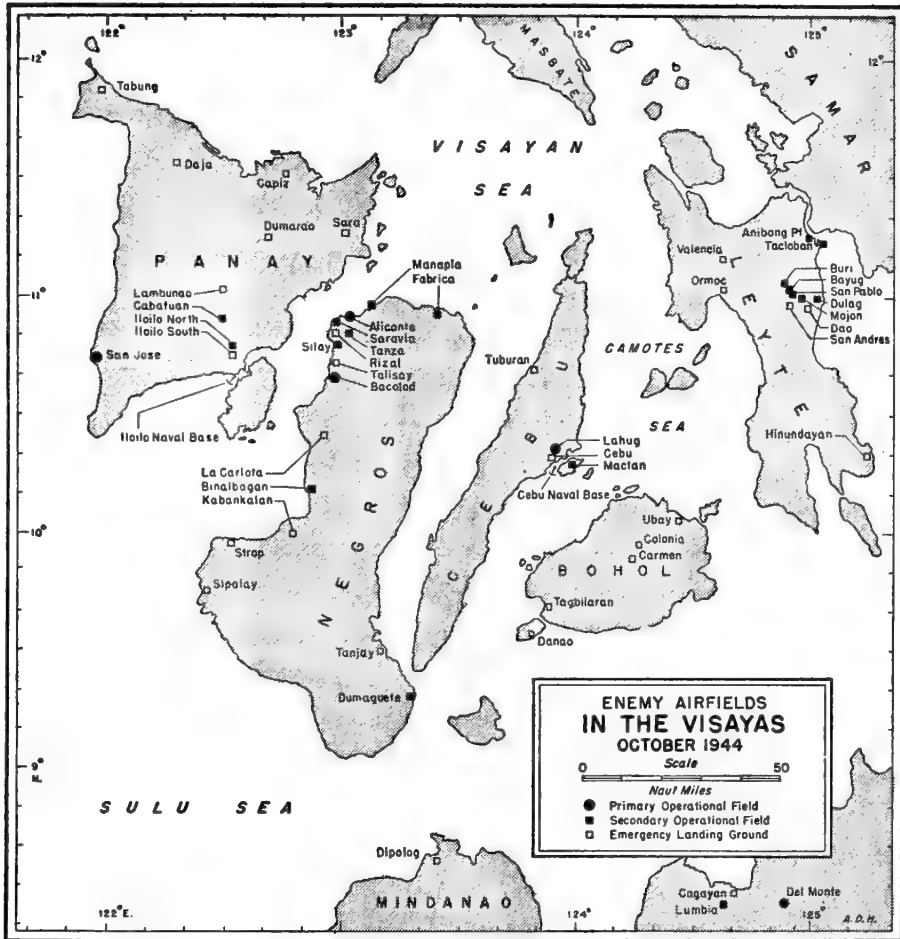 122°
123
124
125°
12°
12°
MASBATE
SAMAR
Tabung
VISAYAN
SEA
Daja
Capiz
Dumarao
Sara
PANAY
Anibong Pt
Tacloban
Valencia
Ormoc
LEYTE
Buri
Bayug
San Pablo
Dulag
Mojon
Dao
San Andres
Manapla
Fabrica
11°
11°
Lambunao
Cabatuan
Iloilo North
Iloilo South
San Jose
Iloilo Naval Base
Silay
Alicante
Saravia
Tanza
Rizal
Talisay
Bacolod
Tuburan
CEBU
CAMOTES
SEA
Hinundayan
Lahug
Cebu
Mactan
Cebu Naval Base
La Carlota
Binalbagan
Kabankalan
NEGROS
10°
10°
Ubay
Colonia
Carmen
BOHOL
Sipalay
Tagbilaran
Danao
Tanjay
Dumaguete
9°
N.
ENEMY AIRFIELDS
IN THE VISAYAS
OCTOBER 1944
Scale
0 50
Naut Miles
Primary Operational Field
Secondary Operational Field
Emergency Landing Ground
SULU SEA
Dipolog
MINDANAO
Cagayan
Lumbia
Del Monte
122°E.
124°
125°
A.D.H.